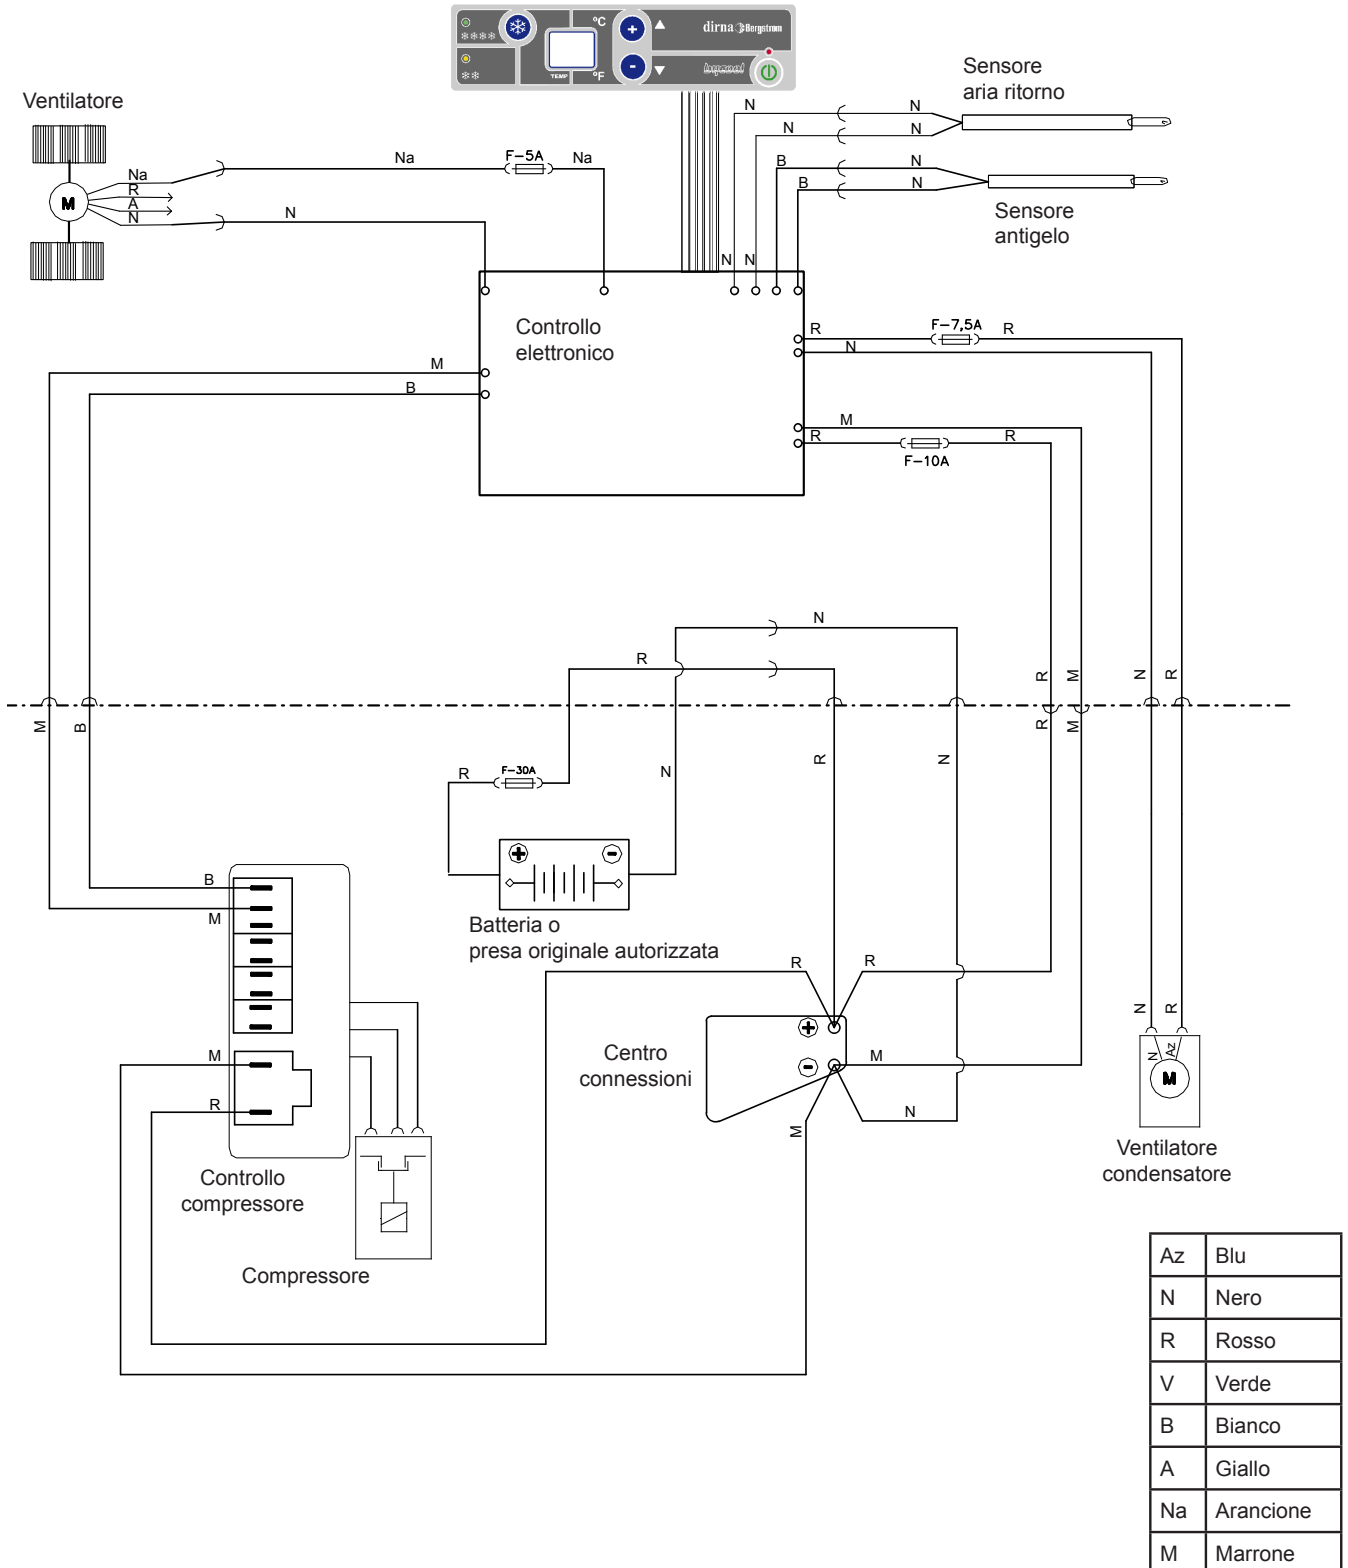 °C
dirna Bergstrom
TEMP
°F
bycool
+
-
Sensore
aria ritorno
Ventilatore
N
N
N
N
F-5A
Na
Na
Na
B
N
B
N
R
A
N
N
M
Sensore
antigelo
N
N
Controllo
elettronico
R
F-7,5A
R
N
M
B
M
R
R
F-10A
N
R
R
M
N
R
M
B
R
M
R
F-30A
N
R
N
B
M
+
-
Batteria o
presa originale autorizzata
R
R
N
R
+
-
M
Centro
connessioni
M
R
N
M
N
Az
M
Ventilatore
condensatore
Controllo
compressore
Compressore
Az Blu
N Nero
R Rosso
V Verde
B Bianco
A Giallo
Na Arancione
M Marrone